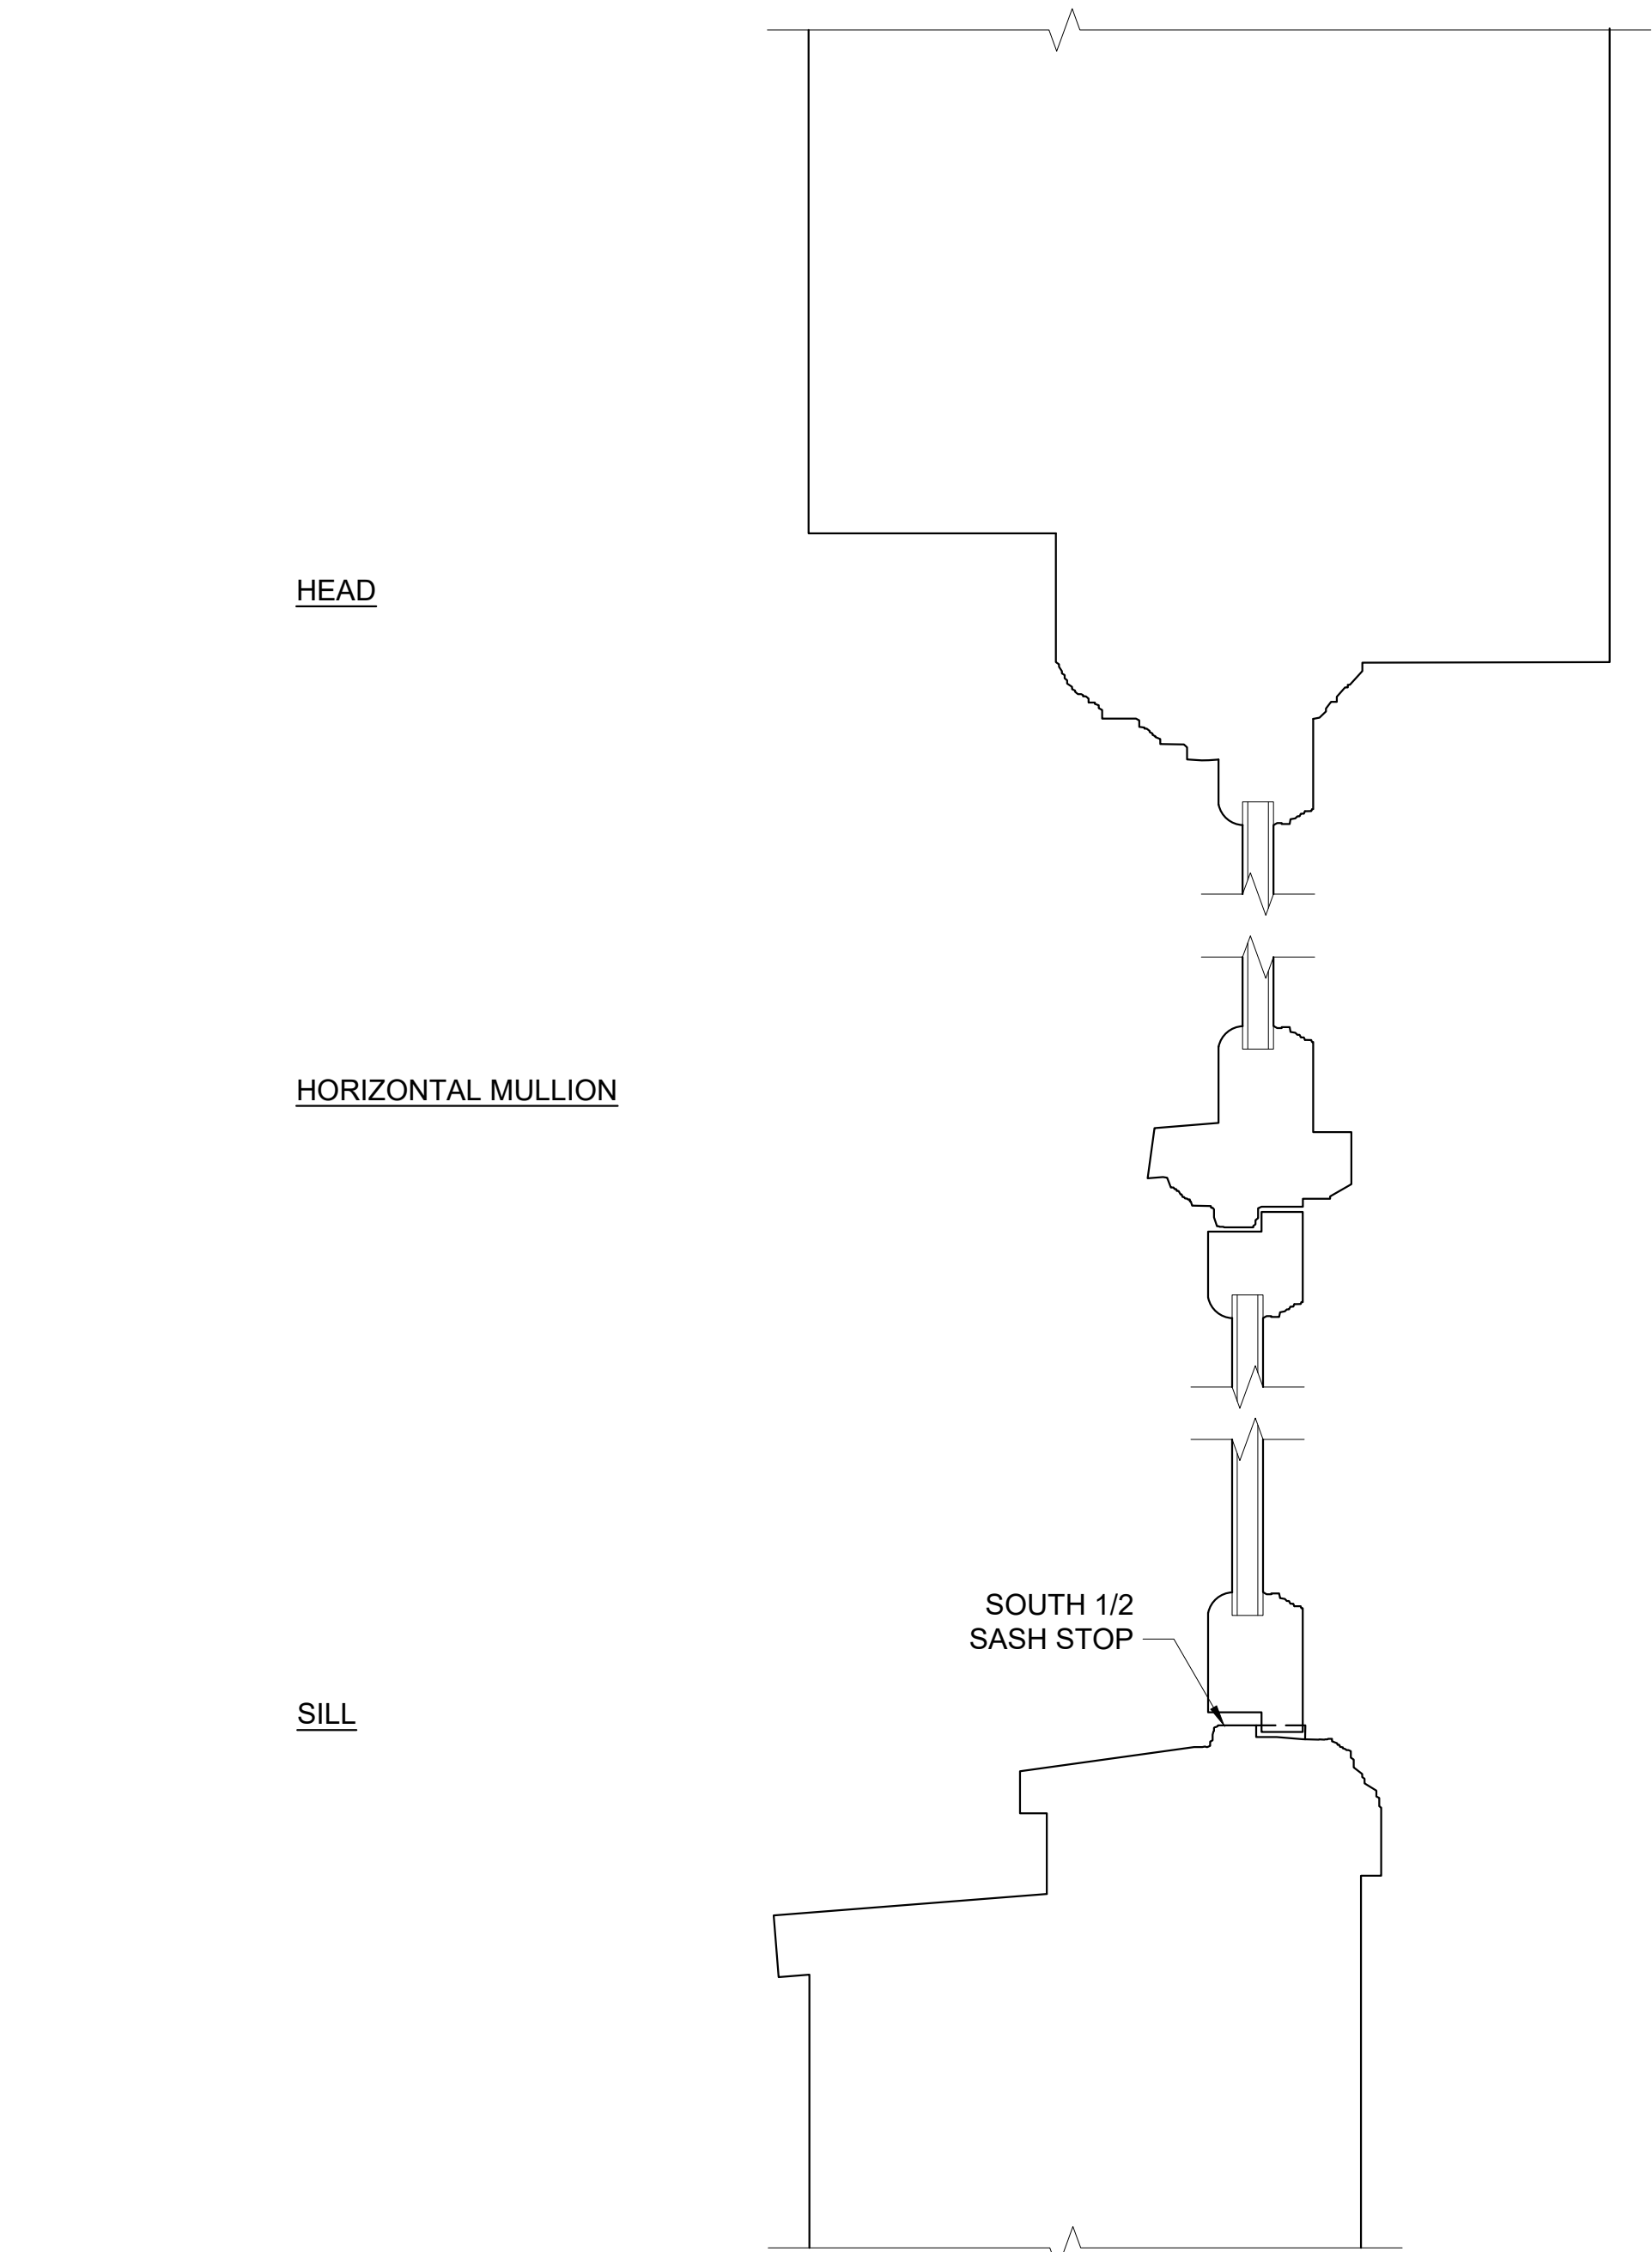 HEAD
HORIZONTAL MULLION
SOUTH 1/2
SASH STOP
SILL